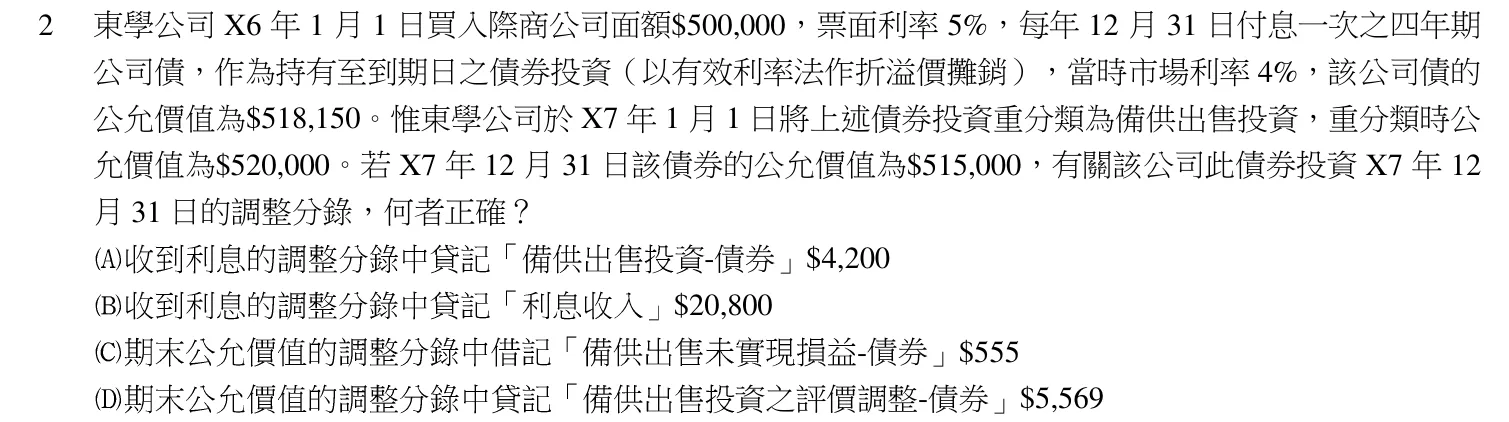 2 東學公司 X6 年 1 月 1 日買入際商公司面額$500,000,票面利率 5%,每年 12 月 31 日付息一次之四年期
公司債,作為持有至到期日之債券投資(以有效利率法作折溢價攤銷),當時市場利率 4%,該公司債的
公允價值為$518,150。惟東學公司於 X7 年 1 月 1 日將上述債券投資重分類為備供出售投資,重分類時公
允價值為$520,000。若 X7 年 12 月 31 日該債券的公允價值為$515,000,有關該公司此債券投資 X7 年 12
月 31 日的調整分錄,何者正確?
⑷收到利息的調整分錄中貸記「備供出售投資-債券」$4,200
⑻收到利息的調整分錄中貸記「利息收入」$20,800
⑼期末公允價值的調整分錄中借記「備供出售未實現損益-債券」$555
⑽期末公允價值的調整分錄中貸記「備供出售投資之評價調整-債券」$5,569